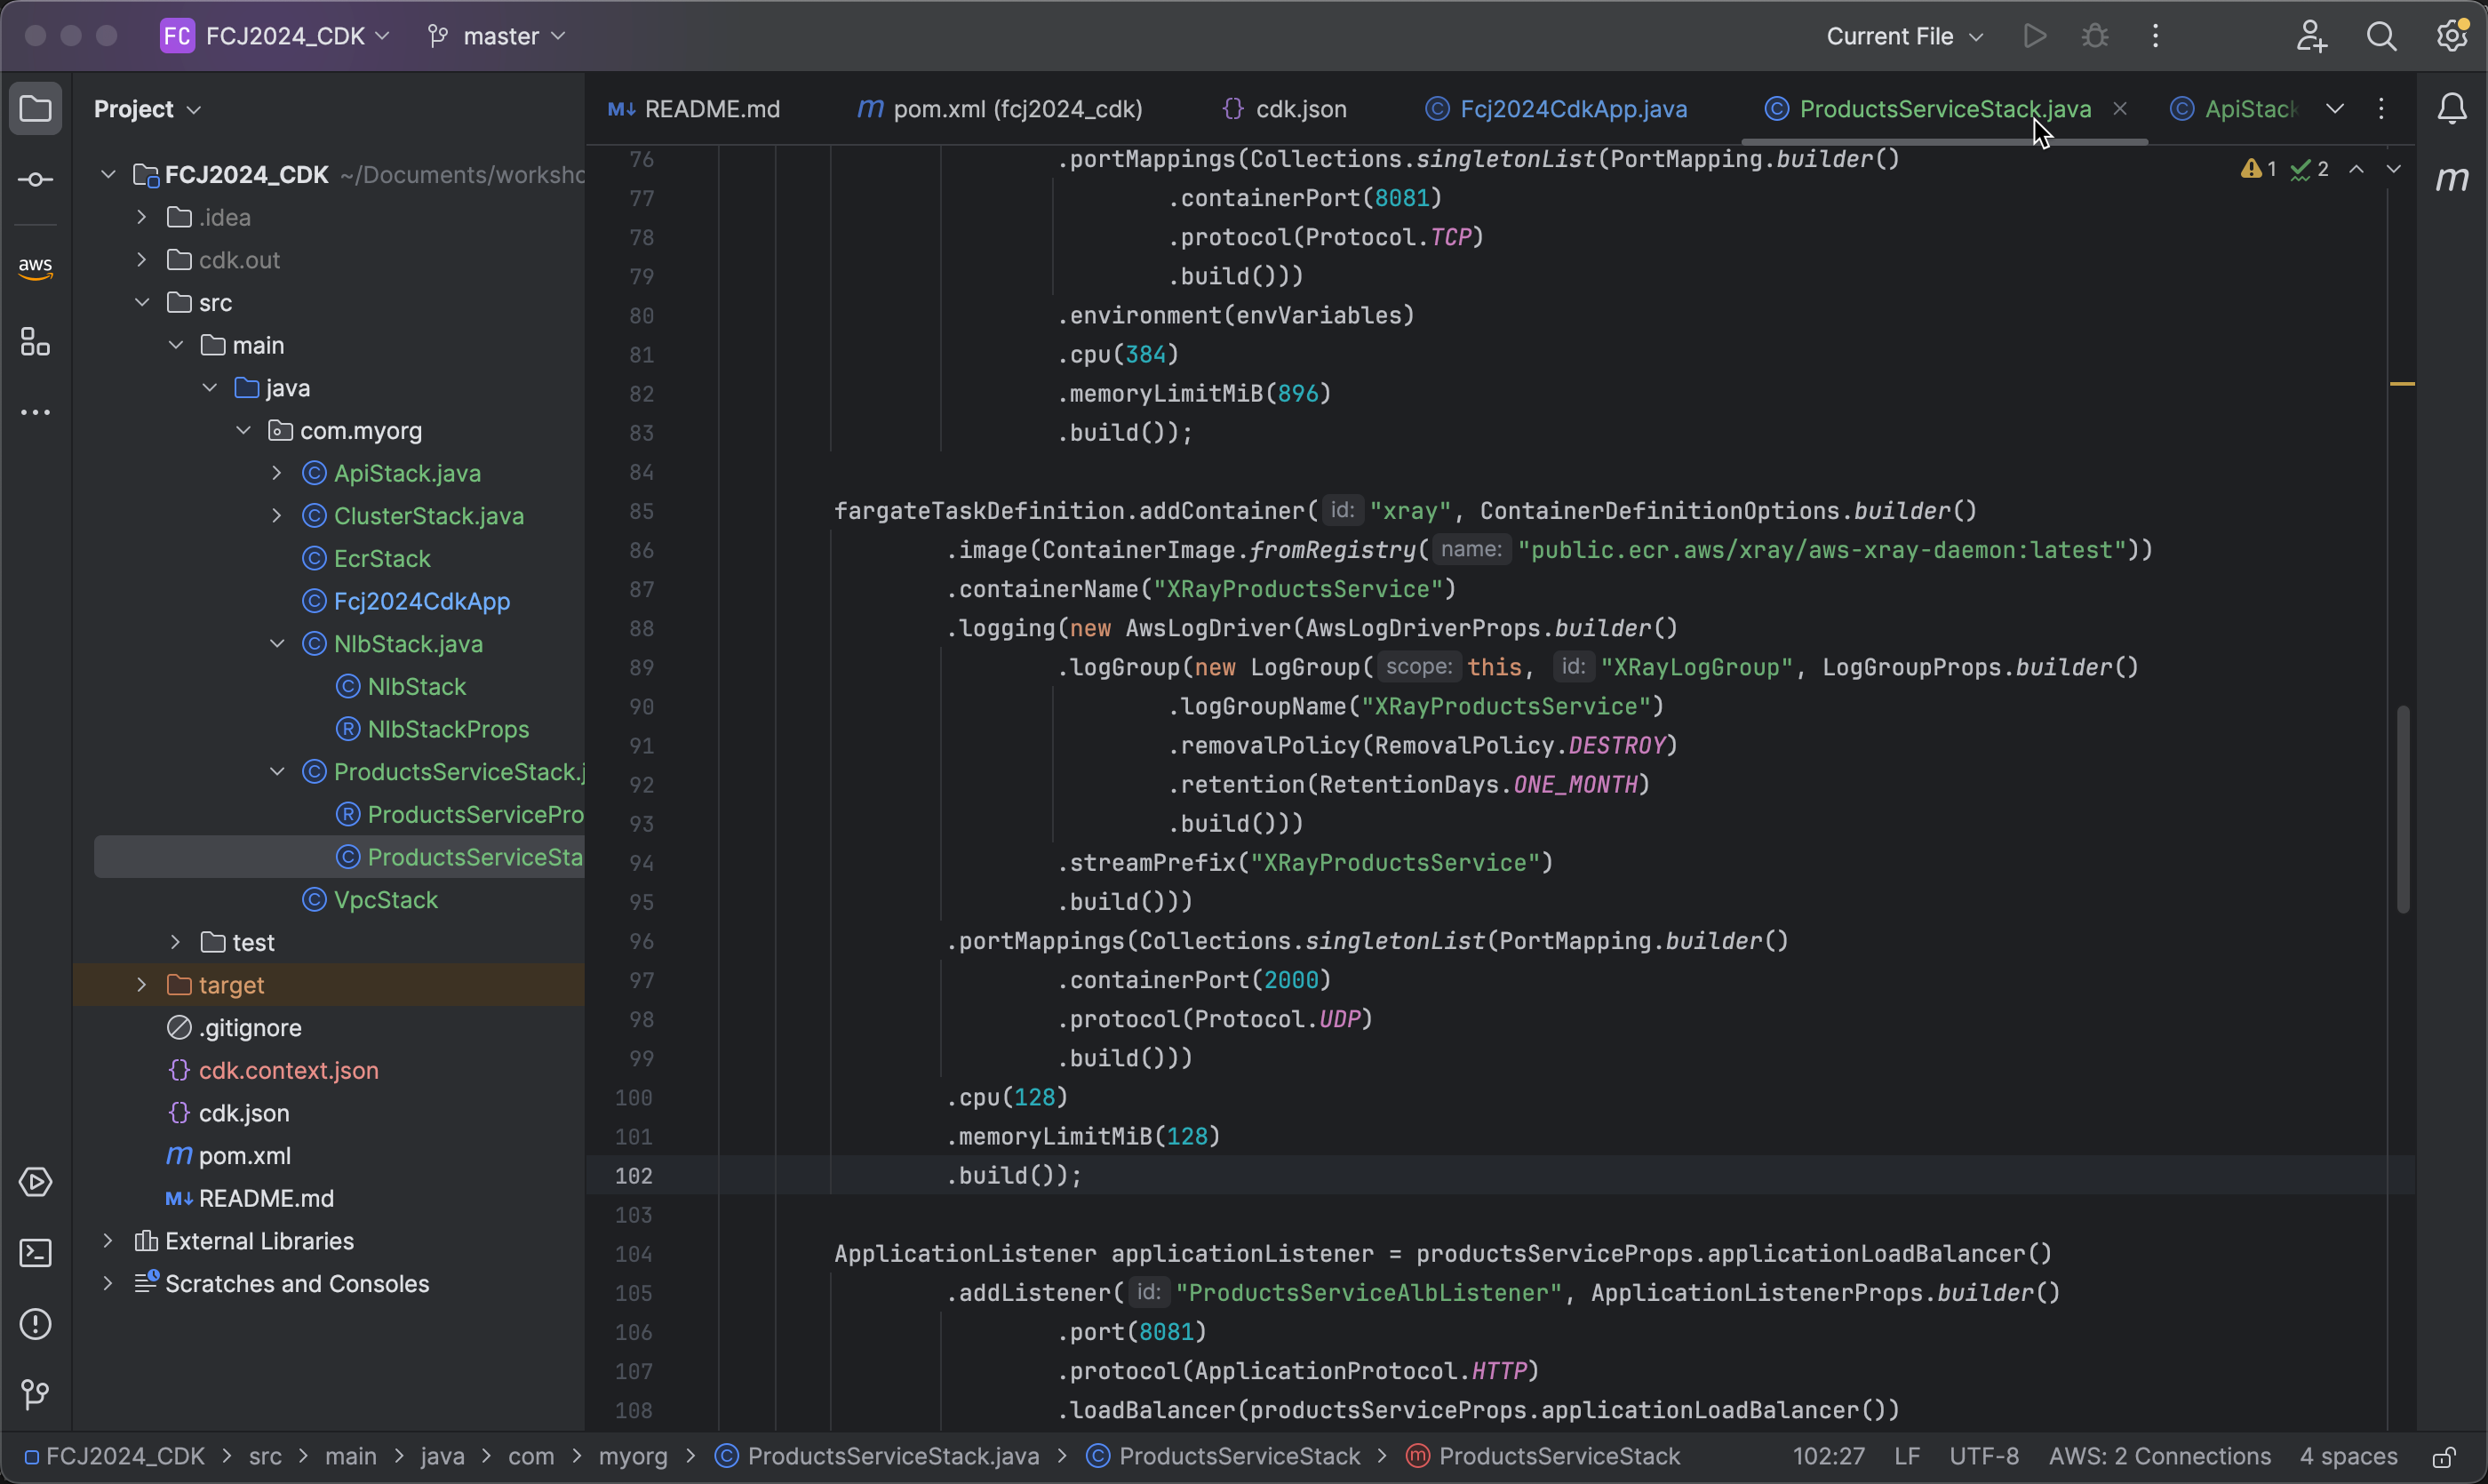 FC FCJ2024_CDK master Current File
Project
README.md pom.xml (fcj2024_cdk) cdk.json Fcj2024CdkApp.java ProductsServiceStack.java ApiStack
1 2
aws
m
FCJ2024_CDK ~/Documents/worksho
.idea
cdk.out
src
main
java
com.myorg
ApiStack.java
ClusterStack.java
EcrStack
Fcj2024CdkApp
NlbStack.java
NlbStack
NlbStackProps
ProductsServiceStack.j
ProductsServicePro
ProductsServiceSta
VpcStack
test
target
.gitignore
cdk.context.json
cdk.json
pom.xml
README.md
External Libraries
Scratches and Consoles
76 .portMappings(Collections.singletonList(PortMapping.builder()
77 .containerPort(8081)
78 .protocol(Protocol.TCP)
79 .build()))
80 .environment(envVariables)
81 .cpu(384)
82 .memoryLimitMiB(896)
83 .build());
84
85 fargateTaskDefinition.addContainer( id: "xray", ContainerDefinitionOptions.builder()
86 .image(ContainerImage.fromRegistry( name: "public.ecr.aws/xray/aws-xray-daemon:latest"))
87 .containerName("XRayProductsService")
88 .logging(new AwsLogDriver(AwsLogDriverProps.builder()
89 .logGroup(new LogGroup( scope: this, id: "XRayLogGroup", LogGroupProps.builder()
90 .logGroupName("XRayProductsService")
91 .removalPolicy(RemovalPolicy.DESTROY)
92 .retention(RetentionDays.ONE_MONTH)
93 .build()))
94 .streamPrefix("XRayProductsService")
95 .build()))
96 .portMappings(Collections.singletonList(PortMapping.builder()
97 .containerPort(2000)
98 .protocol(Protocol.UDP)
99 .build()))
100 .cpu(128)
101 .memoryLimitMiB(128)
102 .build());
103
104 ApplicationListener applicationListener = productsServiceProps.applicationLoadBalancer()
105 .addListener( id: "ProductsServiceAlbListener", ApplicationListenerProps.builder()
106 .port(8081)
107 .protocol(ApplicationProtocol.HTTP)
108 .loadBalancer(productsServiceProps.applicationLoadBalancer())
FCJ2024_CDK > src > main > java > com > myorg > ProductsServiceStack.java > ProductsServiceStack > ProductsServiceStack 102:27 LF UTF-8 AWS: 2 Connections 4 spaces